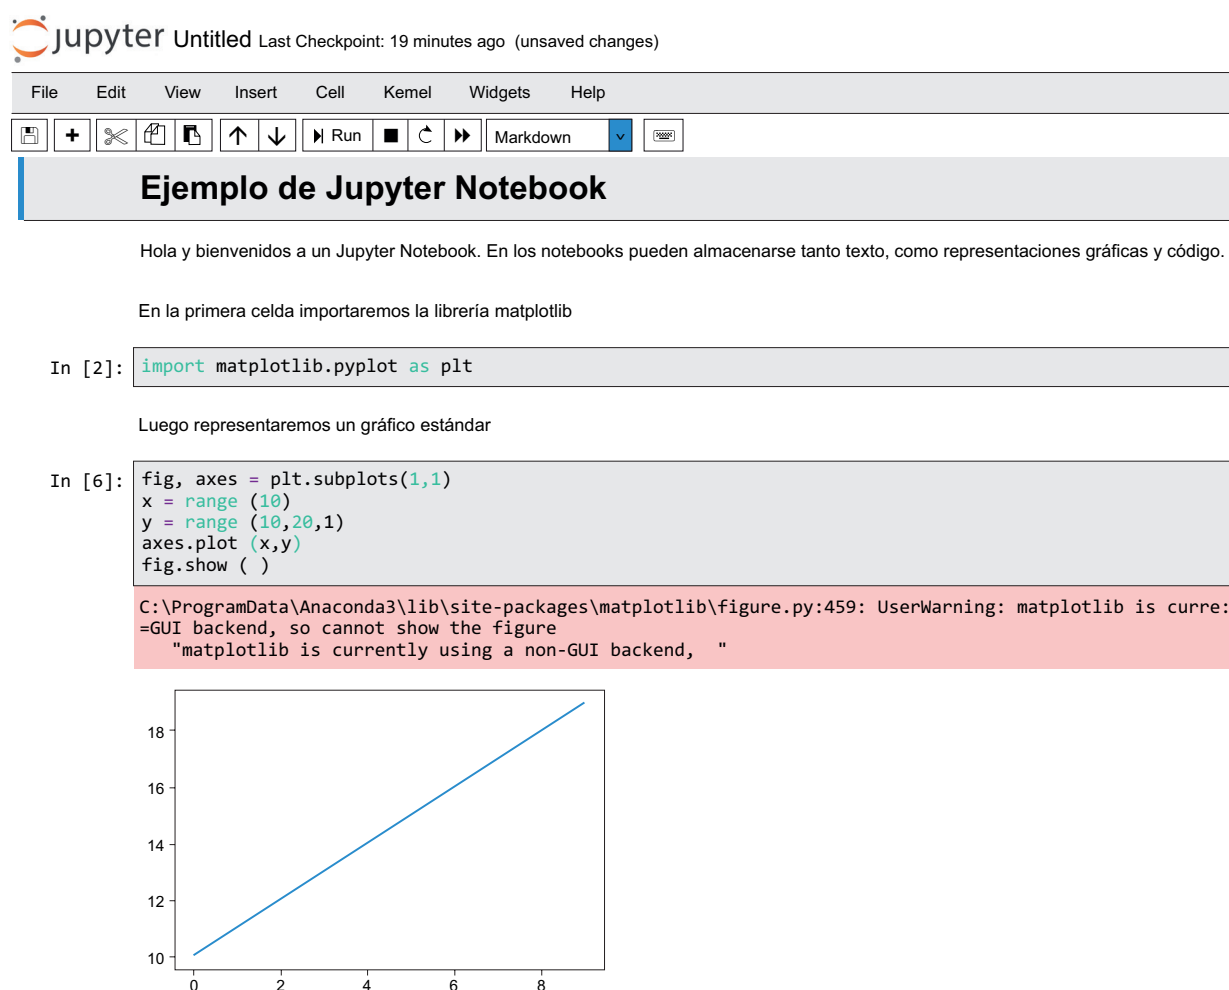 jupyter Untitled Last Checkpoint: 19 minutes ago (unsaved changes)
File Edit View Insert Cell Kemel Widgets Help
Run Markdown
Ejemplo de Jupyter Notebook
Hola y bienvenidos a un Jupyter Notebook. En los notebooks pueden almacenarse tanto texto, como representaciones gráficas y código.
En la primera celda importaremos la librería matplotlib
In [2]: import matplotlib.pyplot as plt
Luego representaremos un gráfico estándar
In [6]: fig, axes = plt.subplots(1,1)
x = range (10)
y = range (10,20,1)
axes.plot (x,y)
fig.show ( )
C:\ProgramData\Anaconda3\lib\site-packages\matplotlib\figure.py:459: UserWarning: matplotlib is curre:
=GUI backend, so cannot show the figure
"matplotlib is currently using a non-GUI backend,  "
18
16
14
12
10
0 2 4 6 8